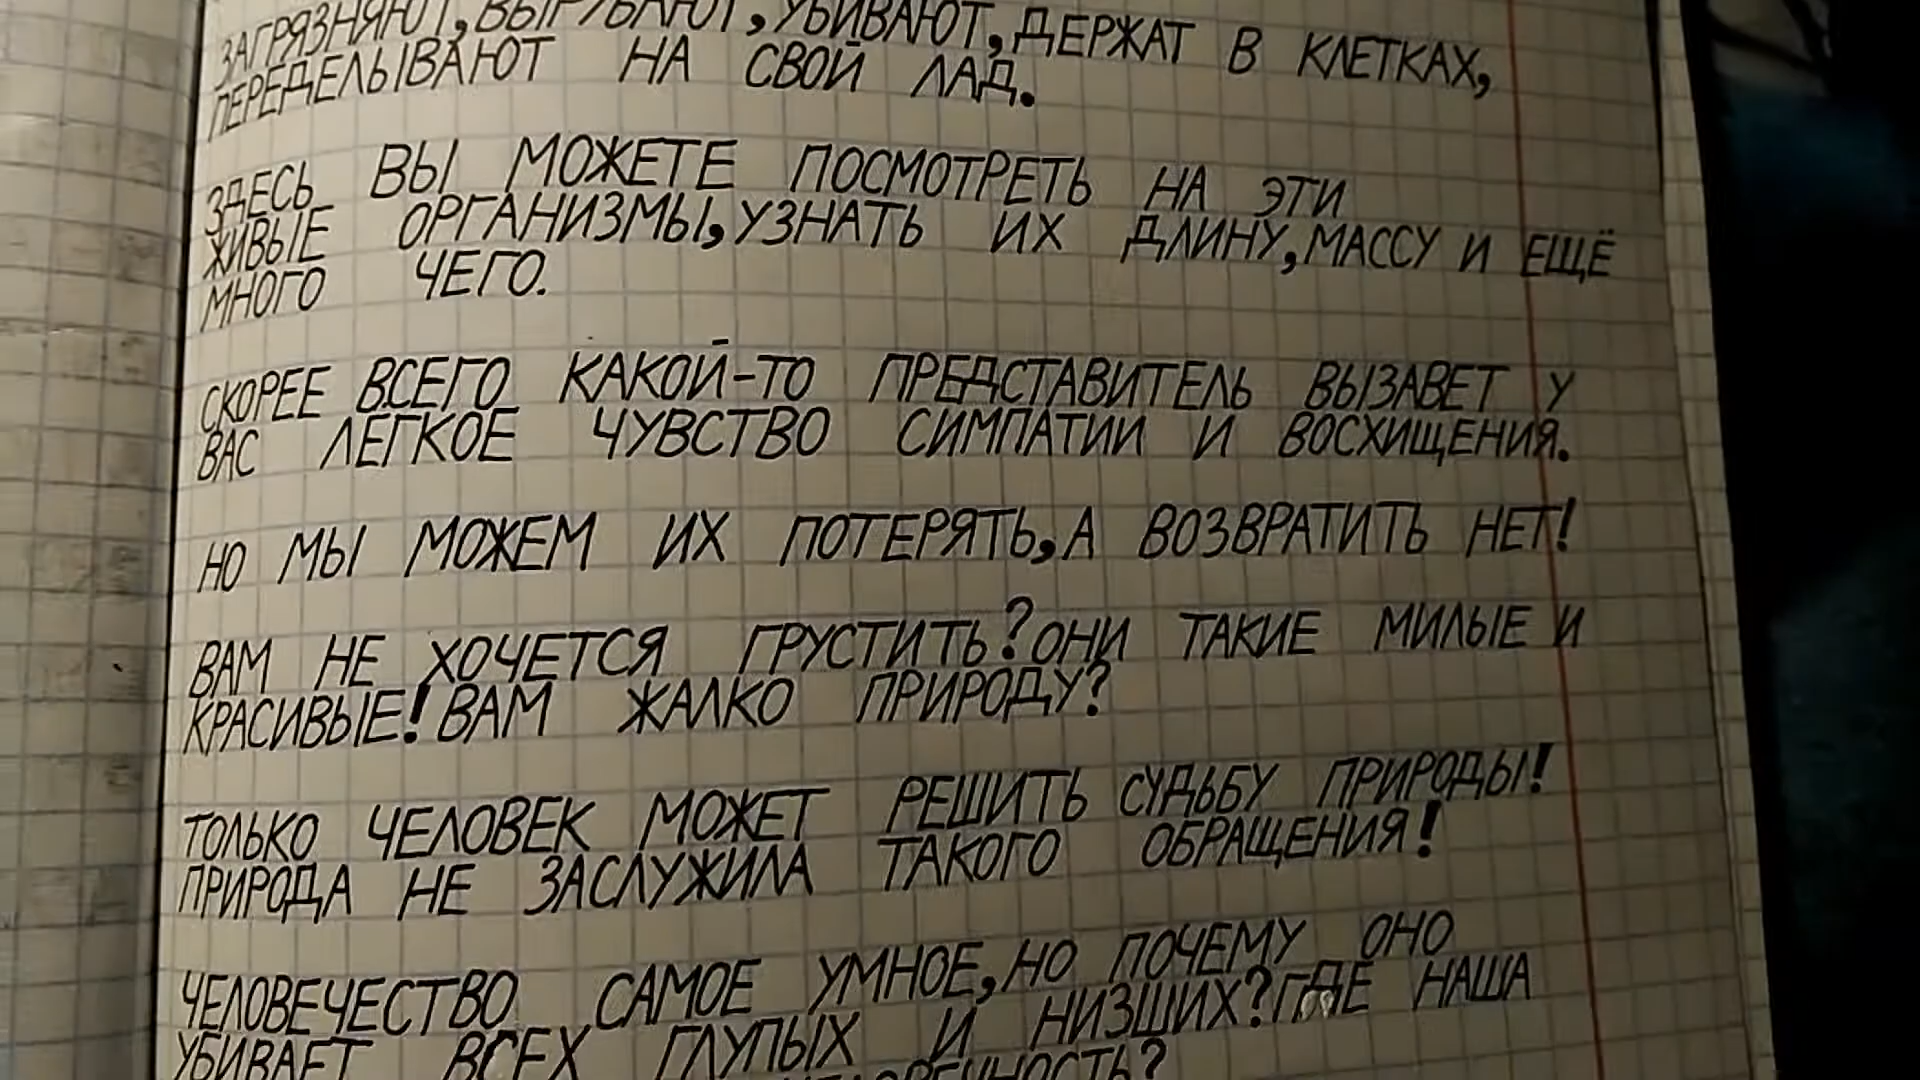 ЗАГРЯЗНЯЮТ, ВЫРУБАЮТ, УБИВАЮТ, ДЕРЖАТ В КЛЕТКАХ,
ПЕРЕДЕЛЫВАЮТ НА СВОЙ ЛАД.
ЗДЕСЬ ВЫ МОЖЕТЕ ПОСМОТРЕТЬ НА ЭТИ
ЖИВЫЕ ОРГАНИЗМЫ, УЗНАТЬ ИХ ДЛИНУ, МАССУ И ЕЩЁ
МНОГО ЧЕГО.
СКОРЕЕ ВСЕГО КАКОЙ-ТО ПРЕДСТАВИТЕЛЬ ВЫЗАВЕТ У
ВАС ЛЕГКОЕ ЧУВСТВО СИМПАТИИ И ВОСХИЩЕНИЯ.
НО МЫ МОЖЕМ ИХ ПОТЕРЯТЬ, А ВОЗВРАТИТЬ НЕТ!
ВАМ НЕ ХОЧЕТСЯ ГРУСТИТЬ? ОНИ ТАКИЕ МИЛЫЕ И
КРАСИВЫЕ! ВАМ ЖАЛКО ПРИРОДУ?
ТОЛЬКО ЧЕЛОВЕК МОЖЕТ РЕШИТЬ СУДЬБУ ПРИРОДЫ!
ПРИРОДА НЕ ЗАСЛУЖИЛА ТАКОГО ОБРАЩЕНИЯ!
ЧЕЛОВЕЧЕСТВО САМОЕ УМНОЕ, НО ПОЧЕМУ ОНО
УБИВАЕТ ВСЕХ ГЛУПЫХ И НИЗШИХ? ГДЕ НАША